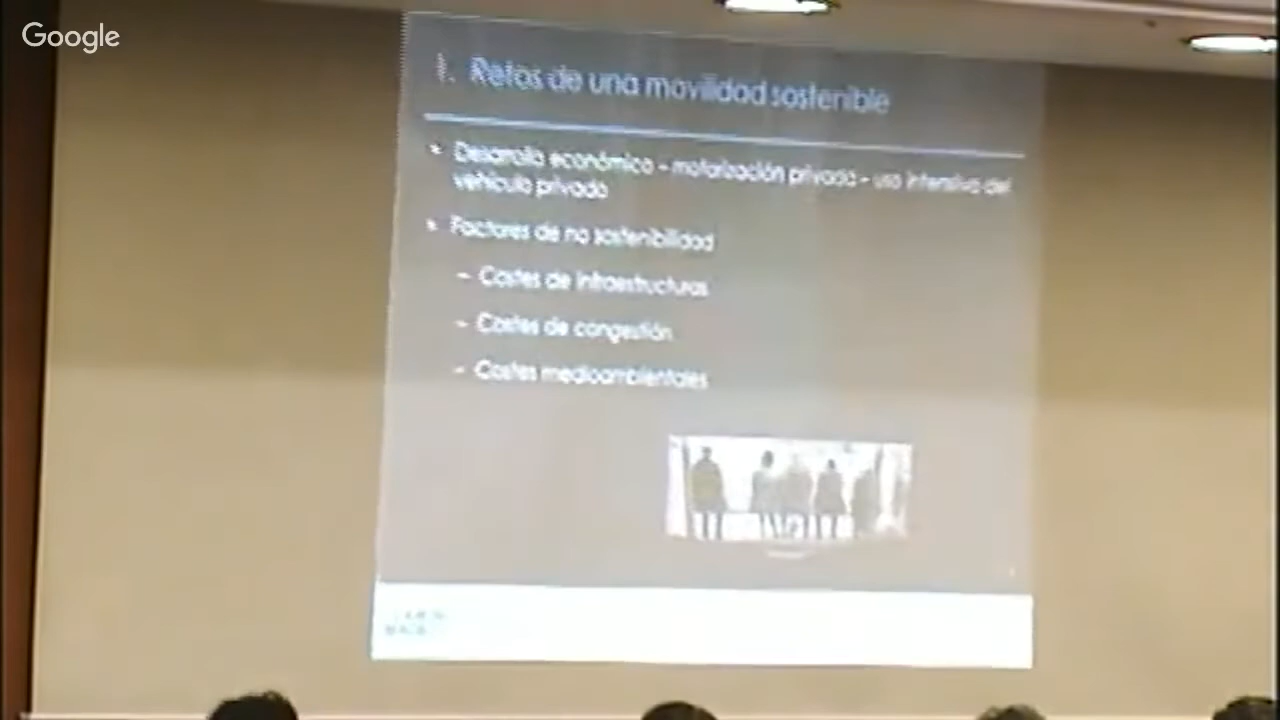 Google
1. Retos de una movilidad sostenible
• Desarrollo económico – motorización privada – uso intensivo del
vehículo privado
• Factores de no sostenibilidad
– Costes de infraestructuras
– Costes de congestión
– Costes medioambientales